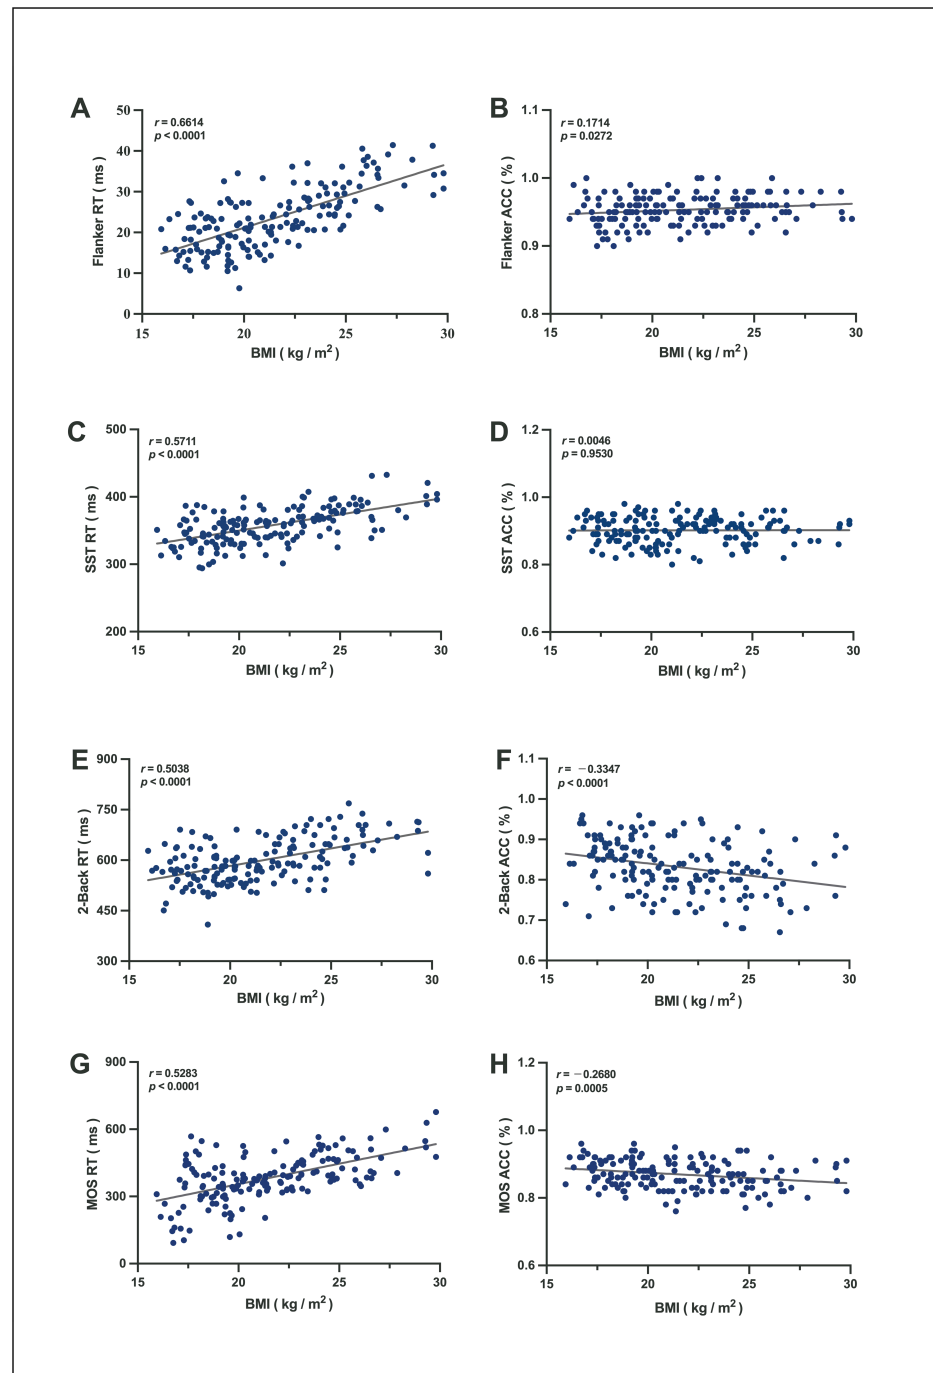 A
r = 0.6614
p < 0.0001
50
40
30
20
10
0
Flanker RT ( ms )
15 20 25 30
BMI ( kg / m² )
B
r = 0.1714
p = 0.0272
1.1
1.0
0.9
0.8
Flanker ACC ( % )
15 20 25 30
BMI ( kg / m² )
C
r = 0.5711
p < 0.0001
500
400
300
200
SST RT ( ms )
15 20 25 30
BMI ( kg / m² )
D
r = 0.0046
p = 0.9530
1.2
1.0
0.8
0.6
SST ACC ( % )
15 20 25 30
BMI ( kg / m² )
E
r = 0.5038
p < 0.0001
900
750
600
450
300
2-Back RT ( ms )
15 20 25 30
BMI ( kg / m² )
F
r = −0.3347
p < 0.0001
1.1
1.0
0.9
0.8
0.7
0.6
2-Back ACC ( % )
15 20 25 30
BMI ( kg / m² )
G
r = 0.5283
p < 0.0001
900
600
300
0
MOS RT ( ms )
15 20 25 30
BMI ( kg / m² )
H
r = −0.2680
p = 0.0005
1.2
1.0
0.8
0.6
MOS ACC ( % )
15 20 25 30
BMI ( kg / m² )